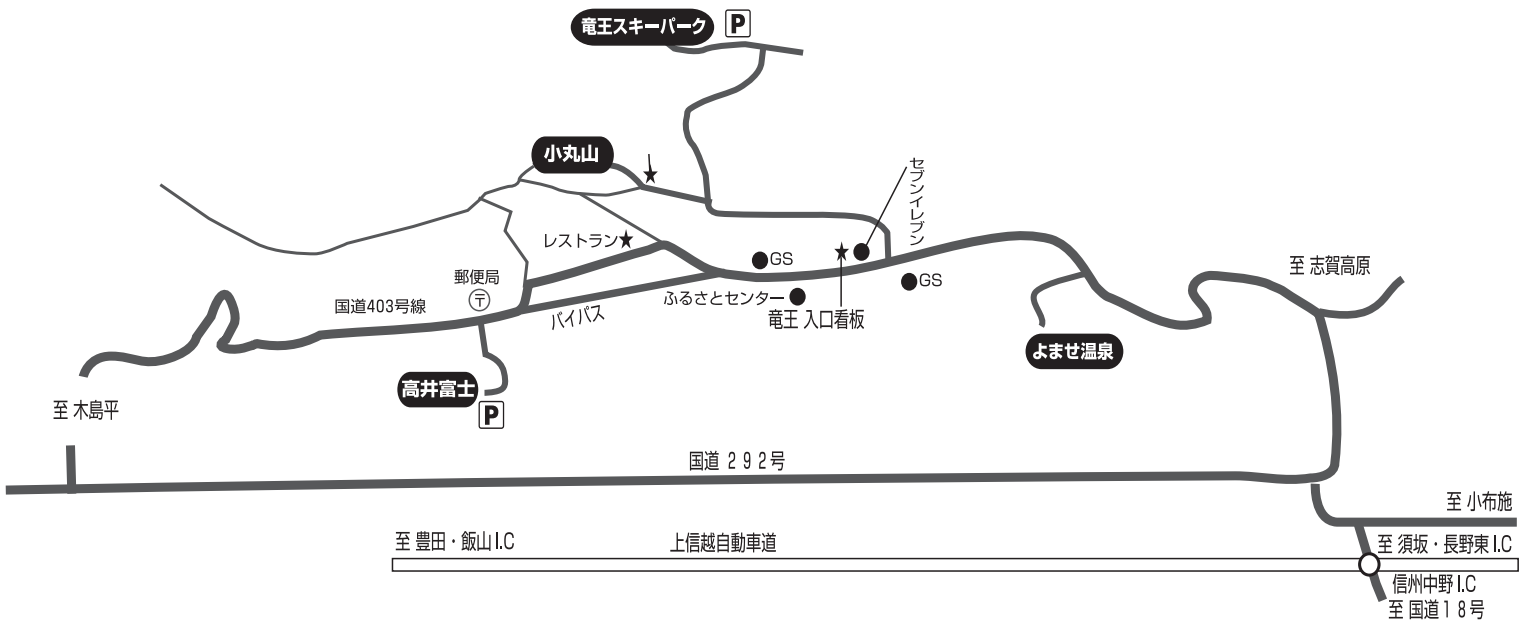 竜王スキーパーク
P
小丸山
セブンイレブン
レストラン
GS
GS
至 志賀高原
郵便局
〒
国道403号線
バイパス
ふるさとセンター
竜王 入口看板
よませ温泉
高井富士
P
至 木島平
国道 292号
至 小布施
至 豊田・飯山I.C
上信越自動車道
至 須坂・長野東I.C
信州中野I.C
至 国道18号